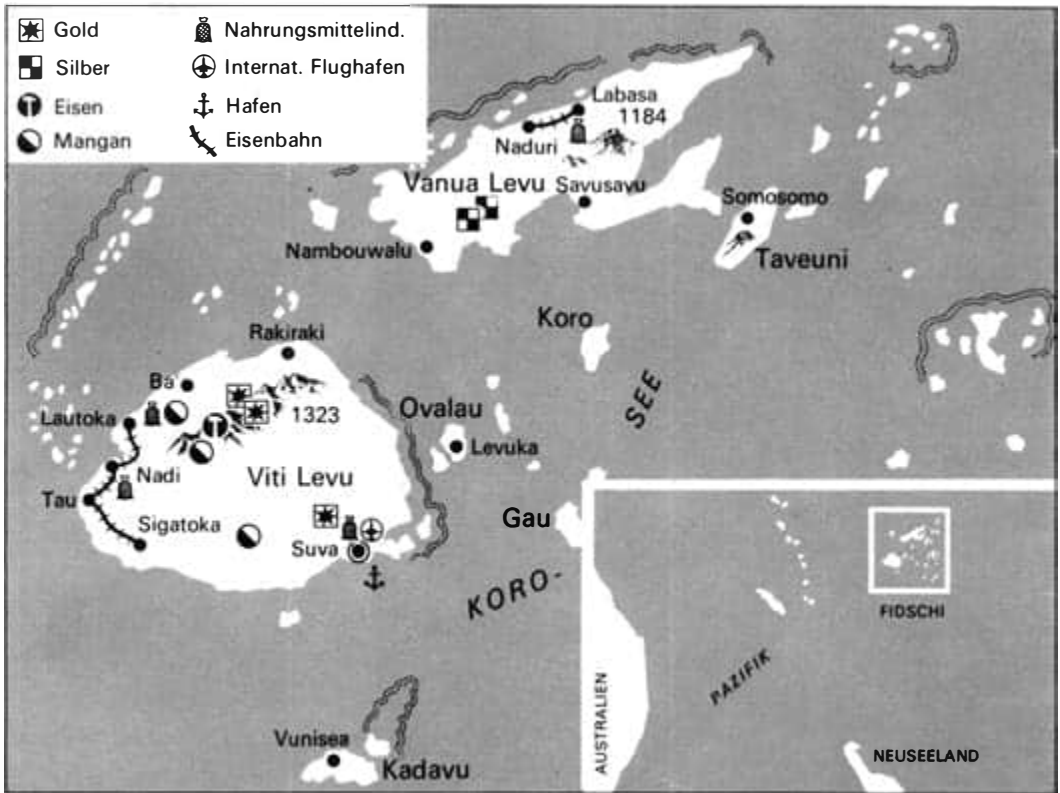 Gold
Silber
Eisen
Mangan
Nahrungsmittelind.
Internat. Flughafen
Hafen
Eisenbahn
Labasa
1184
Naduri
Vanua Levu
Savusavu
Somosomo
Nambouwalu
Taveuni
Koro
Rakiraki
Ba
SEE
Lautoka
1323
Ovalau
Levuka
Nadi
Viti Levu
Tau
Sigatoka
Gau
Suva
KORO-
FIDSCHI
PAZIFIK
AUSTRALIEN
Vunisea
Kadavu
NEUSEELAND